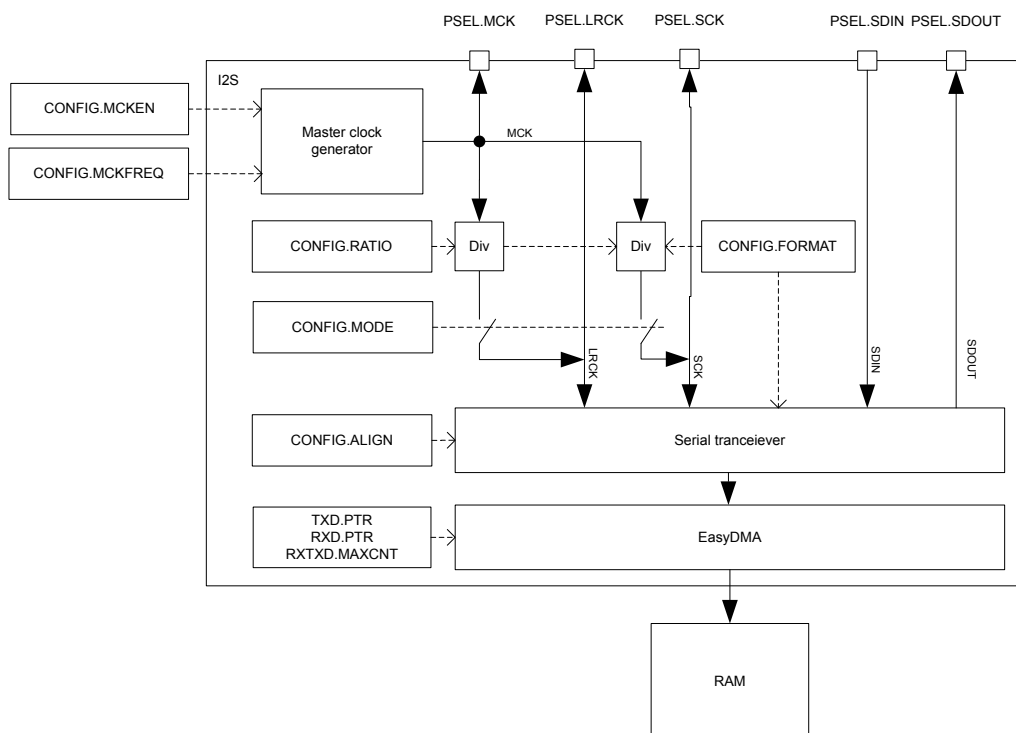 PSEL.MCK
PSEL.LRCK
PSEL.SCK
PSEL.SDIN
PSEL.SDOUT
I2S
CONFIG.MCKEN
CONFIG.MCKFREQ
Master clock
generator
MCK
CONFIG.RATIO
Div
Div
CONFIG.FORMAT
CONFIG.MODE
LRCK
SCK
SDIN
SDOUT
CONFIG.ALIGN
Serial tranceiever
TXD.PTR
RXD.PTR
RXTXD.MAXCNT
EasyDMA
RAM